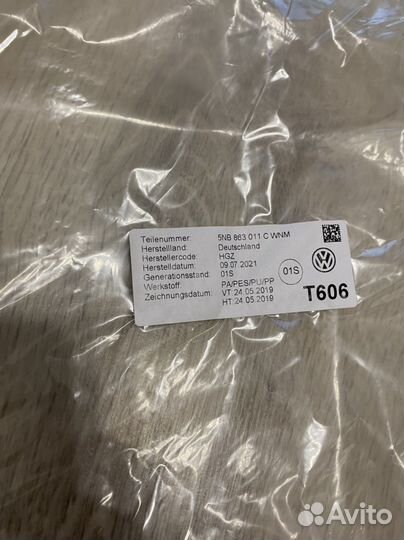 Teilenummer: 5NB 863 011 C WNM
Herstellland: Deutschland
Herstellercode: HGZ
Herstelldatum: 09.07.2021
Generationsstand: 01S
Werkstoff: PA/PES/PU/PP
Zeichnungsdatum: VT:24.05.2019
HT:24.05.2019
01S
T606
Avito